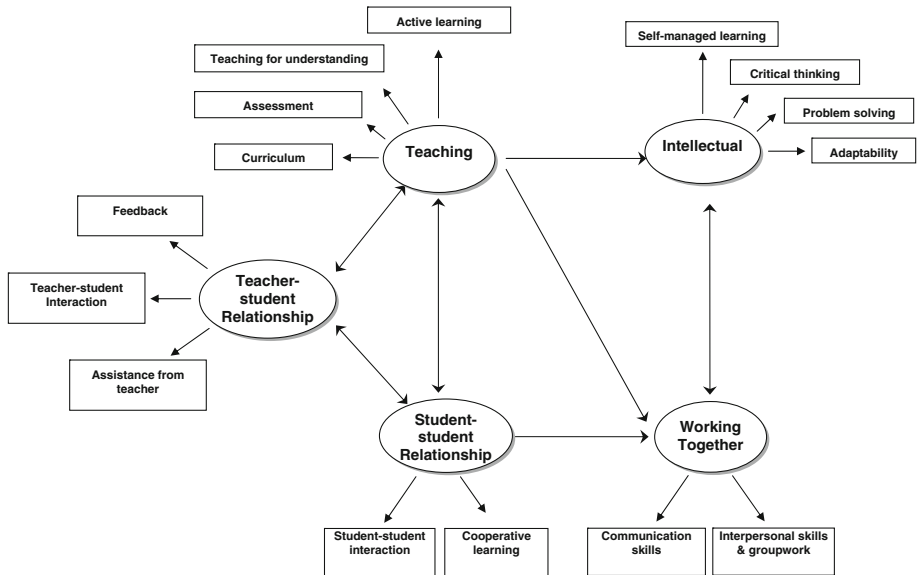 Active learning
Self-managed learning
Teaching for understanding
Critical thinking
Assessment
Problem solving
Teaching
Intellectual
Curriculum
Adaptability
Feedback
Teacher-student
Interaction
Teacher-
student
Relationship
Assistance from
teacher
Student-
student
Relationship
Working
Together
Student-student
interaction
Cooperative
learning
Communication
skills
Interpersonal skills
& groupwork